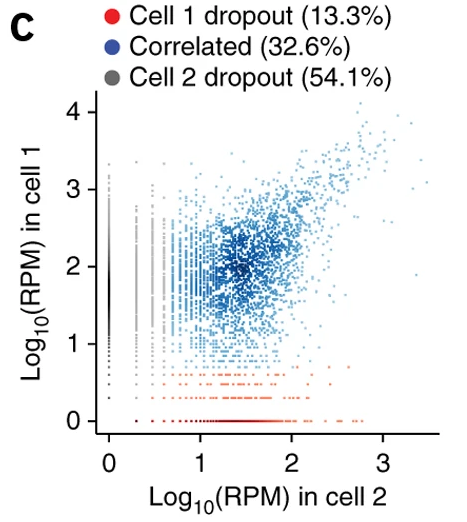 c
Cell 1 dropout (13.3%)
Correlated (32.6%)
Cell 2 dropout (54.1%)
Log10(RPM) in cell 1
4
3
2
1
0
0 1 2 3
Log10(RPM) in cell 2